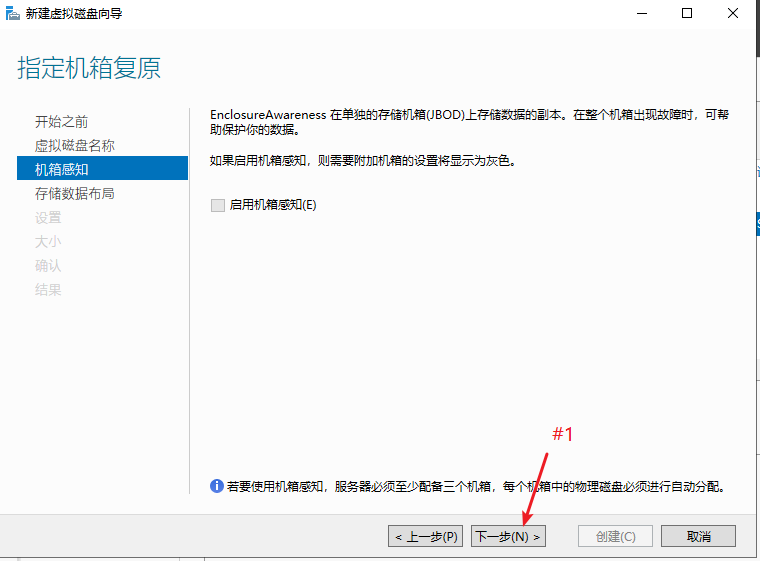 新建虚拟磁盘向导
指定机箱复原
开始之前
虚拟磁盘名称
机箱感知
存储数据布局
设置
大小
确认
结果
EnclosureAwareness 在单独的存储机箱(JBOD)上存储数据的副本。在整个机箱出现故障时，可帮
助保护你的数据。
如果启用机箱感知，则需要附加机箱的设置将显示为灰色。
启用机箱感知(E)
#1
若要使用机箱感知，服务器必须至少配备三个机箱，每个机箱中的物理磁盘必须进行自动分配。
< 上一步(P)
下一步(N) >
创建(C)
取消